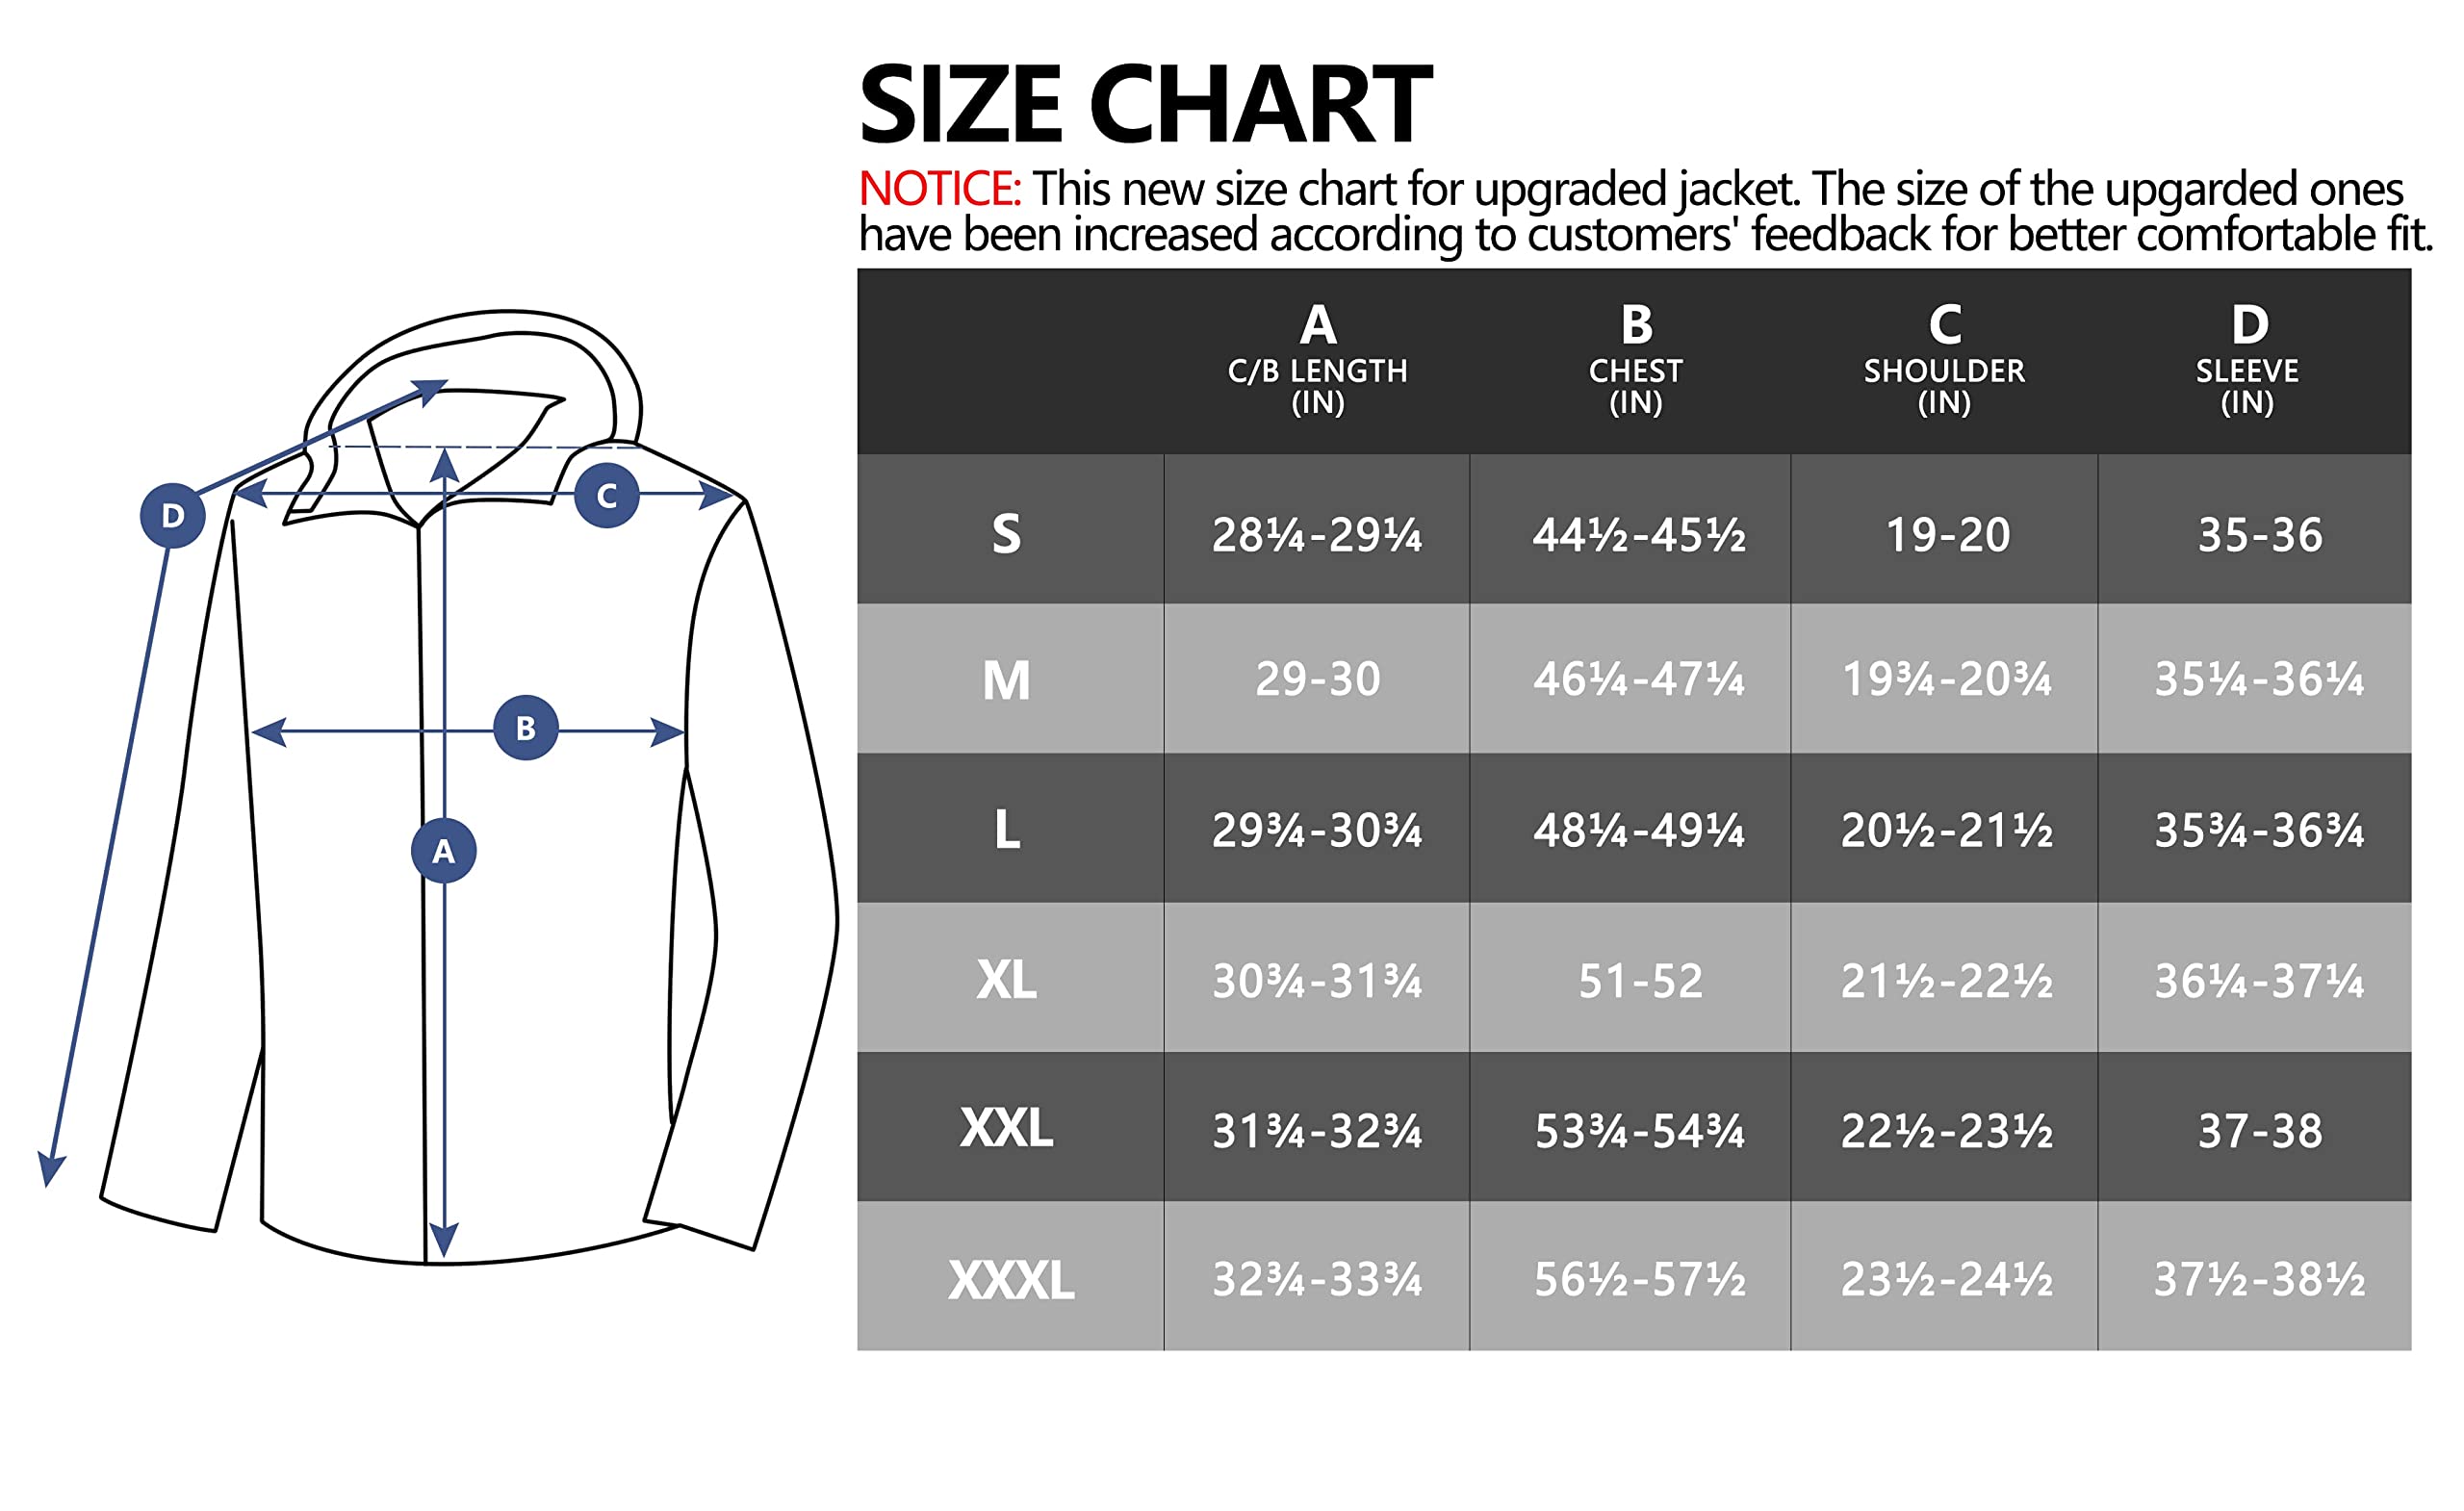 SIZE CHART
NOTICE: This new size chart for upgraded jacket. The size of the upgarded ones
have been increased according to customers' feedback for better comfortable fit.
A B C D
C/B LENGTH CHEST SHOULDER SLEEVE
(IN) (IN) (IN) (IN)
S 28¼-29¼ 44½-45½ 19-20 35-36
M 29-30 46¼-47¼ 19¾-20¾ 35¼-36¼
L 29¾-30¾ 48¼-49¼ 20½-21½ 35¾-36¾
XL 30¾-31¾ 51-52 21½-22½ 36¼-37¼
XXL 31¾-32¾ 53¾-54¾ 22½-23½ 37-38
XXXL 32¾-33¾ 56½-57½ 23½-24½ 37½-38½
C
D
B
A